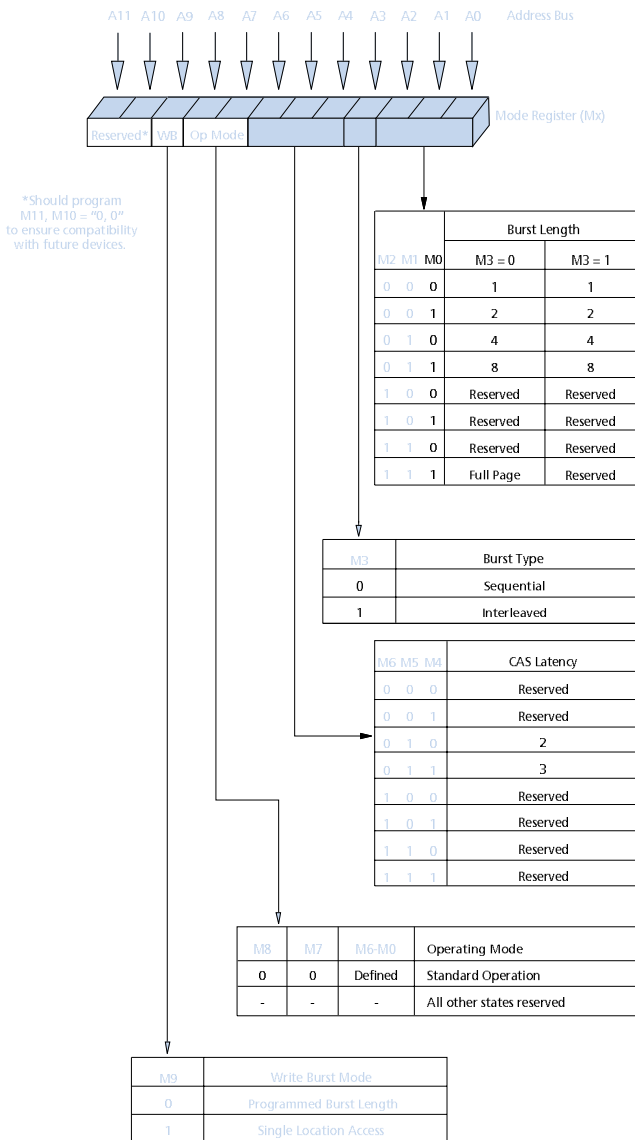 A11 A10 A9 A8 A7 A6 A5 A4 A3 A2 A1 A0 Address Bus
Mode Register (Mx)
Reserved* WB Op Mode
*Should program
M11, M10 = "0, 0"
to ensure compatibility
with future devices.
Burst Length
M2 M1 M0 M3 = 0 M3 = 1
0 0 0 1 1
0 0 1 2 2
0 1 0 4 4
0 1 1 8 8
1 0 0 Reserved Reserved
1 0 1 Reserved Reserved
1 1 0 Reserved Reserved
1 1 1 Full Page Reserved
M3 Burst Type
0 Sequential
1 Interleaved
M6 M5 M4 CAS Latency
0 0 0 Reserved
0 0 1 Reserved
0 1 0 2
0 1 1 3
1 0 0 Reserved
1 0 1 Reserved
1 1 0 Reserved
1 1 1 Reserved
M8 M7 M6-M0 Operating Mode
0 0 Defined Standard Operation
- - - All other states reserved
M9 Write Burst Mode
0 Programmed Burst Length
1 Single Location Access